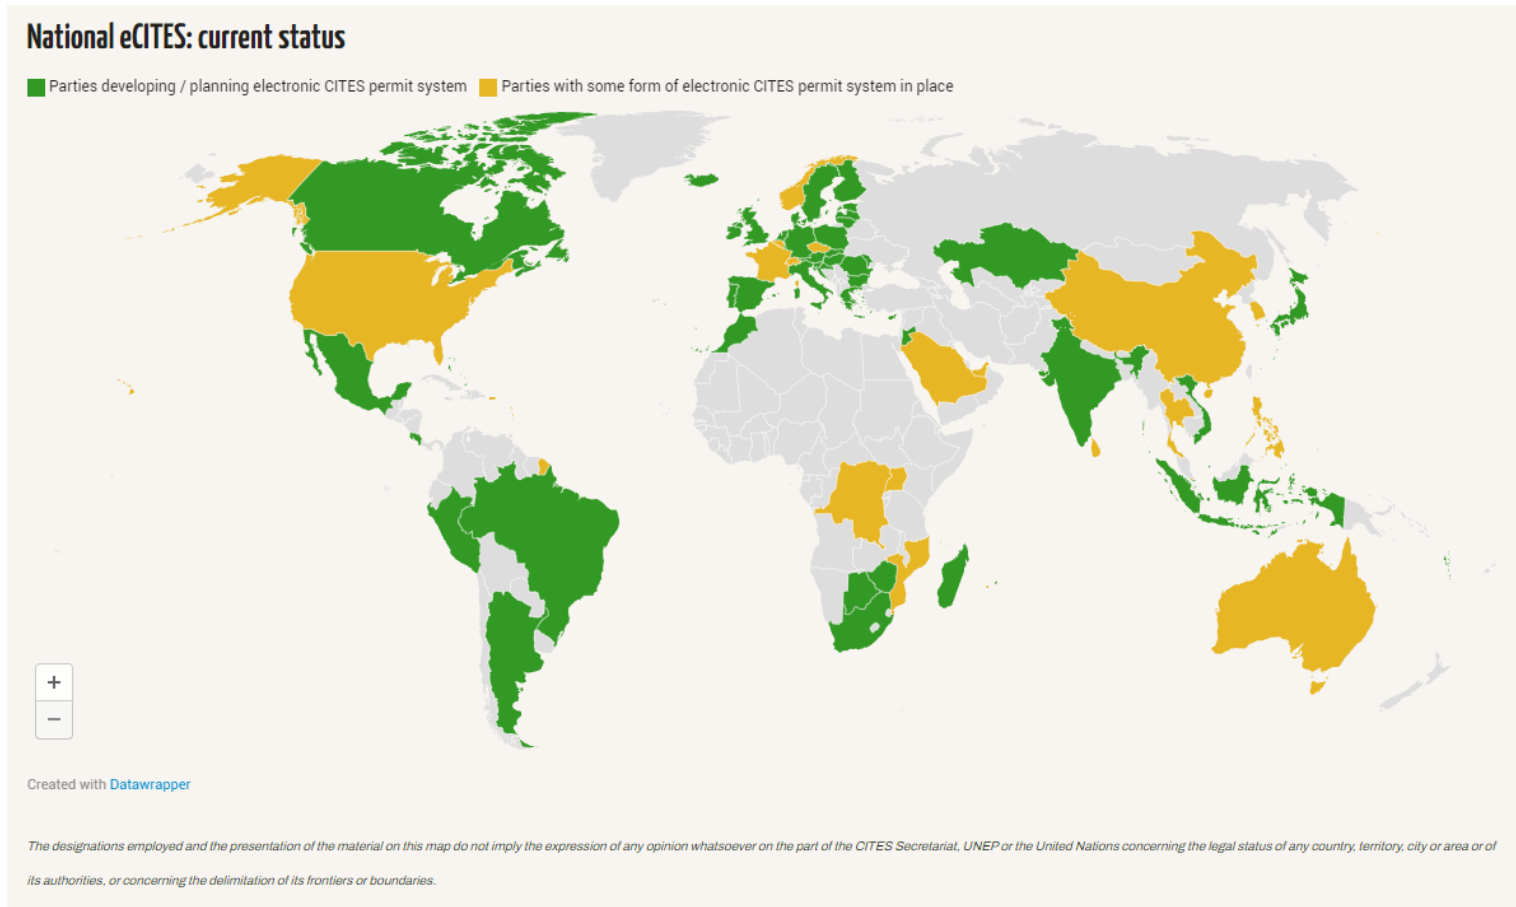 National eCITES: current status
Parties developing / planning electronic CITES permit system Parties with some form of electronic CITES permit system in place
+
−
Created with Datawrapper
The designations employed and the presentation of the material on this map do not imply the expression of any opinion whatsoever on the part of the CITES Secretariat, UNEP or the United Nations concerning the legal status of any country, territory, city or area or of
its authorities, or concerning the delimitation of its frontiers or boundaries.